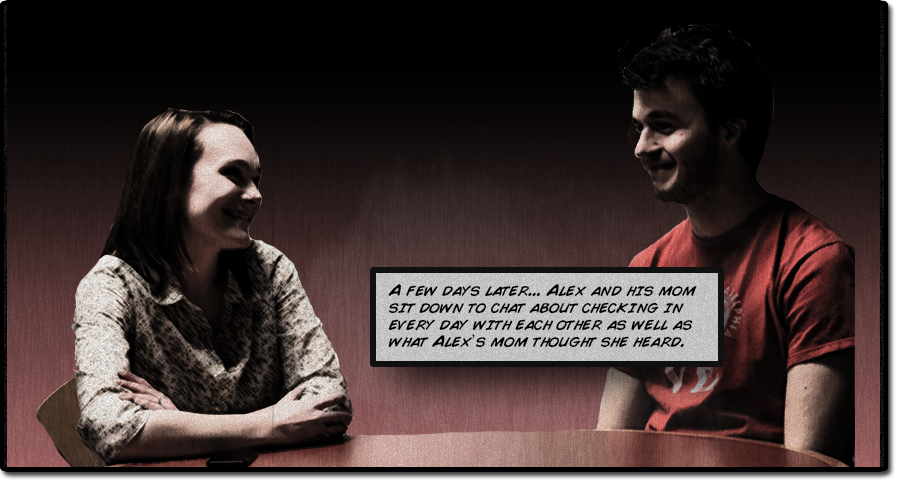 A few days later... Alex and his mom
sit down to chat about checking in
every day with each other as well as
what Alex's mom thought she heard.